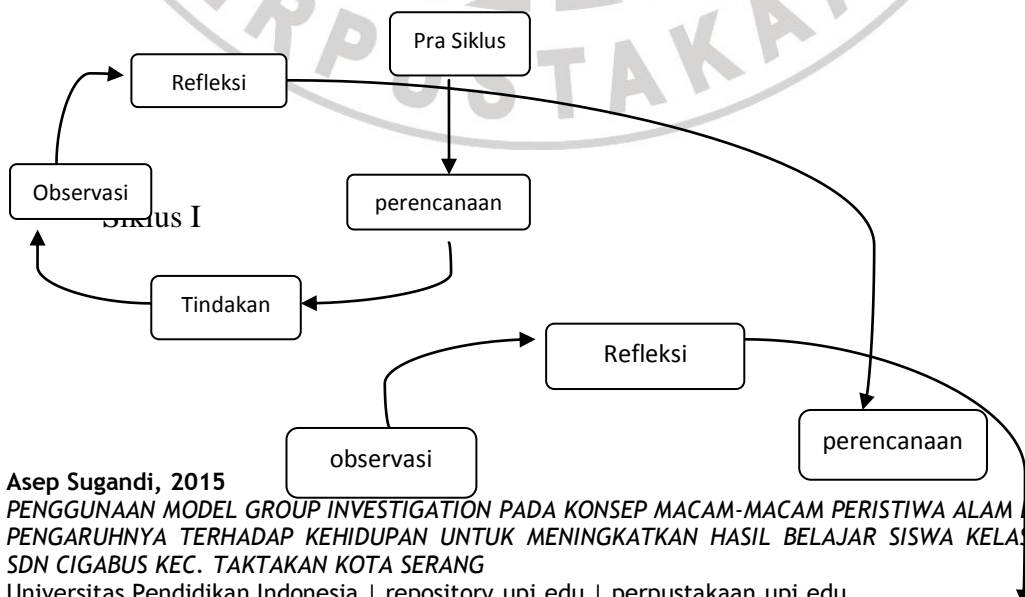 ERPUSTAKA
Pra Siklus
Refleksi
Observasi
perencanaan
Siklus I
Tindakan
Refleksi
perencanaan
observasi
Asep Sugandi, 2015
PENGGUNAAN MODEL GROUP INVESTIGATION PADA KONSEP MACAM-MACAM PERISTIWA ALAM
PENGARUHNYA TERHADAP KEHIDUPAN UNTUK MENINGKATKAN HASIL BELAJAR SISWA KELAS
SDN CIGABUS KEC. TAKTAKAN KOTA SERANG
Universitas Pendidikan Indonesia | repository.upi.edu | perpustakaan.upi.edu